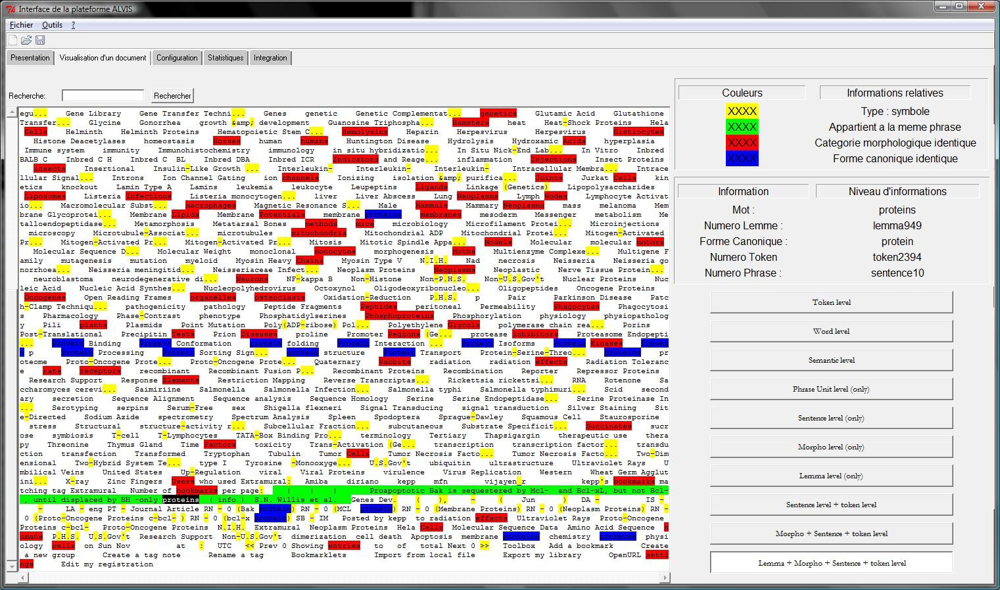 Interface de la plateforme ALVIS
Fichier Outils ?
Presentation Visualisation d'un document Configuration Statistiques Integration
Recherche: Rechercher
egu... Gene Library Gene Transfer Techni... Genes genetic Genetic Complementat... genetics Glutamic Acid Glutathione
Transfer... Glycine Gonorrhea growth &amp; development Guanosine Triphospha... Hamsters heat Heat-Shock Proteins Hela
Cells Helminth Helminth Proteins Hematopoietic Stem C... Hemolysins Heparin Herpesvirus Herpesvirus Histiocytes
Histone Deacetylases homeostasis Horses human humans Huntington Disease Hydrolysis Hydroxamic Acids hyperplasia
Immune system immunity Immunohistochemistry immunology in situ hybridizatio... In Situ Nick-End Lab... In Vitro Inbred
BALB C Inbred C H Inbred C BL Inbred DBA Inbred ICR Indicators and Reage... inflammation Injections Insect Proteins
insects Insertional Insulin-Like Growth ... Interleukin- Interleukin- Interleukin- Intracellular Membra... Intrace
llular Signal... Introns Ion Channel Gating ion channels Ionizing isolation &amp; purifica... Joints Jurkat Cells kin
etics knockout Lamin Type A Lamins leukemia leukocyte Leupeptins Ligands Linkage (Genetics) Lipopolysaccharides
Liposomes Listeria Infections Listeria monocytogen... liver Liver Abscess Lung Neoplasms Lymph Nodes Lymphocyte Activat
io... Macromolecular Subst... macrophages Magnetic Resonance S... Male Mammals Mammary Neoplasms mass melanoma Mem
brane Glycoprotei... Membrane Lipids Membrane Potentials membrane proteins membranes mesoderm Messenger metabolism Me
talloendopeptidase... Metamorphosis Metatarsal Bones methods mice microbiology Microfilament Protei... Microinjections
microscopy Microtubule-Associat... microtubules mitochondria Mitochondrial ADP Mitochondrial Protei... Mitogen-Activated
Pr... Mitogen-Activated Pr... Mitogen-Activated Pr... Mitosis Mitotic Spindle Appa... Models Molecular molecular motors
Molecular Sequence D... Molecular Weight monoclonal monocytes morphogenesis Moths Multienzyme Complexe... Multigene F
amily mutagenesis mutation myeloid Myosin Heavy Chains Myosin Type V N.I.H. Nad necrosis Neisseria Neisseria go
norrhoea... Neisseria meningitid... Neisseriaceae Infect... Neoplasm Proteins Neoplasms Neoplastic Nerve Tissue Protein...
neuroblastoma neurodegenerative di... Neurons NF-kappa B Non-Histone Non-P.H.S. Non-U.S.Gov't Nuclear Proteins Nuc
leic Acid Nucleic Acid Synthes... Nucleopolyhedrovirus Octoxynol Oligodeoxyribonucleo... Oligopeptides Oncogene Proteins
Oncogenes Open Reading Frames organelles osteoclasts Oxidation-Reduction P.H.S. p Pair Parkinson Disease Patc
h-Clamp Techniqu... pathogenicity pathology Peptide Fragments Peptides peritoneal Permeability Phagocytes Phagocytosi
s Pharmacology Phase-Contrast phenotype Phosphatidylserines Phosphoproteins Phosphorylation physiology physiopatholog
y Pili plants Plasmids Point Mutation Poly(ADP-ribose) Pol... Polyethylene Glycols polymerase chain rea... Porins
Post-Translational Precipitin Tests Prion Diseases proline Promoter Regions (Ge... protease inhibitors Proteasome Endopepti
... Protein Binding Protein Conformation protein folding Protein Interaction ... Protein Isoforms Protein Kinases Protei
n p Protein Processing Protein Sorting Sign... protein structure Protein Transport Protein-Serine-Threo... proteins pr
oteome Proto-Oncogene Prote... Proto-Oncogene Prote... Quaternary Rabbits radiation radiation effects Radiation Toleranc
e rats receptors recombinant Recombinant Fusion P... Recombinant Proteins Recombination Reporter Repressor Proteins
Research Support Response Elements Restriction Mapping Reverse Transcriptas... Rickettsia rickettsi... RNA Rotenone Sa
ccharomyces cerevi... Saimiriine Salmonella Salmonella Infection... Salmonella typhi Salmonella typhimuri... Scid second
ary secretion Sequence Alignment Sequence analysis Sequence Homology Serine Serine Endopeptidase... Serine Proteinase In
... Serotyping serpins Serum-Free sex Shigella flexneri Signal Transducing signal transduction Silver Staining Sit
e-Directed Sodium Azide spectrometry Spectrum Analysis Spleen Spodoptera Sprague-Dawley Squamous Cell Staurosporine
stress Structural structure-activity r... Subcellular Fraction... subcutaneous Substrate Specificit... Succinates sucr
ose symbiosis T-cell T-Lymphocytes TATA-Box Binding Pro... terminology Tertiary Thapsigargin therapeutic use thera
py Threonine Thymus Gland Time Factors toxicity Trans-Activation (Ge... transcription transcription factor... transdu
ction transfection Transformed Tryptophan Tubulin Tumor Cells Tumor Necrosis Facto... Tumor Necrosis Facto... Two-Dim
ensional Two-Hybrid System Te... type I Tyrosine -Monooxyge... U.S.Gov't ubiquitin ultrastructure Ultraviolet Rays U
mbilical Veins United States Up-Regulation viral Viral Proteins virulence Virus Replication Western Wheat Germ Agglut
ini... X-ray Zinc Fingers Users who used Extramural: Amiba diriano kepp mfn vijayen_r bookmarks ma
tching tag Extramural Number of bookmarks per page: | | | Proapoptotic Bak is sequestered by Mcl- and Bcl-xL, but not Bcl-
, until displaced by BH -only proteins ( info ) S.N. Willis et al. Genes Dev. ( ), - ( Jun ) DA - IS -
- LA - eng PT - Journal Article RN - 0 (Bak protein) RN - 0 (MCL protein) RN - 0 (Membrane Proteins) RN - 0 (Neoplasm Proteins) RN -
0 (Proto-Oncogene Proteins c-bcl- ) RN - 0 (bcl-x protein) SB - IM Posted by kepp to radiation effects Ultraviolet Rays Proto-Oncogene
Proteins c-bcl- Proto-Oncogene Proteins N.I.H. Extramural Neoplasm Proteins Hela Cells Molecular Sequence Data Amino Acid Sequence h
umans P.H.S. U.S.Gov't Research Support Non-U.S.Gov't dimerization cell death Apoptosis membrane proteins chemistry proteins physi
ology cells on Sun Nov at : UTC << Prev 0 Showing entries to of total Next 0 >> Toolbox Add a bookmark Create
a new group Create a tag note Rename a tag Bookmarklets Import from local file Export my library OpenURL setti
ngs Edit my registration
Couleurs Informations relatives
XXXX Type : symbole
XXXX Appartient a la meme phrase
XXXX Categorie morphologique identique
XXXX Forme canonique identique
Information Niveau d'informations
Mot : proteins
Numero Lemme : lemma949
Forme Canonique : protein
Numero Token token2394
Numero Phrase : sentence10
Token level
Word level
Semantic level
Phrase Unit level (only)
Sentence level (only)
Morpho level (only)
Lemma level (only)
Sentence level + token level
Morpho + Sentence + token level
Lemma + Morpho + Sentence + token level